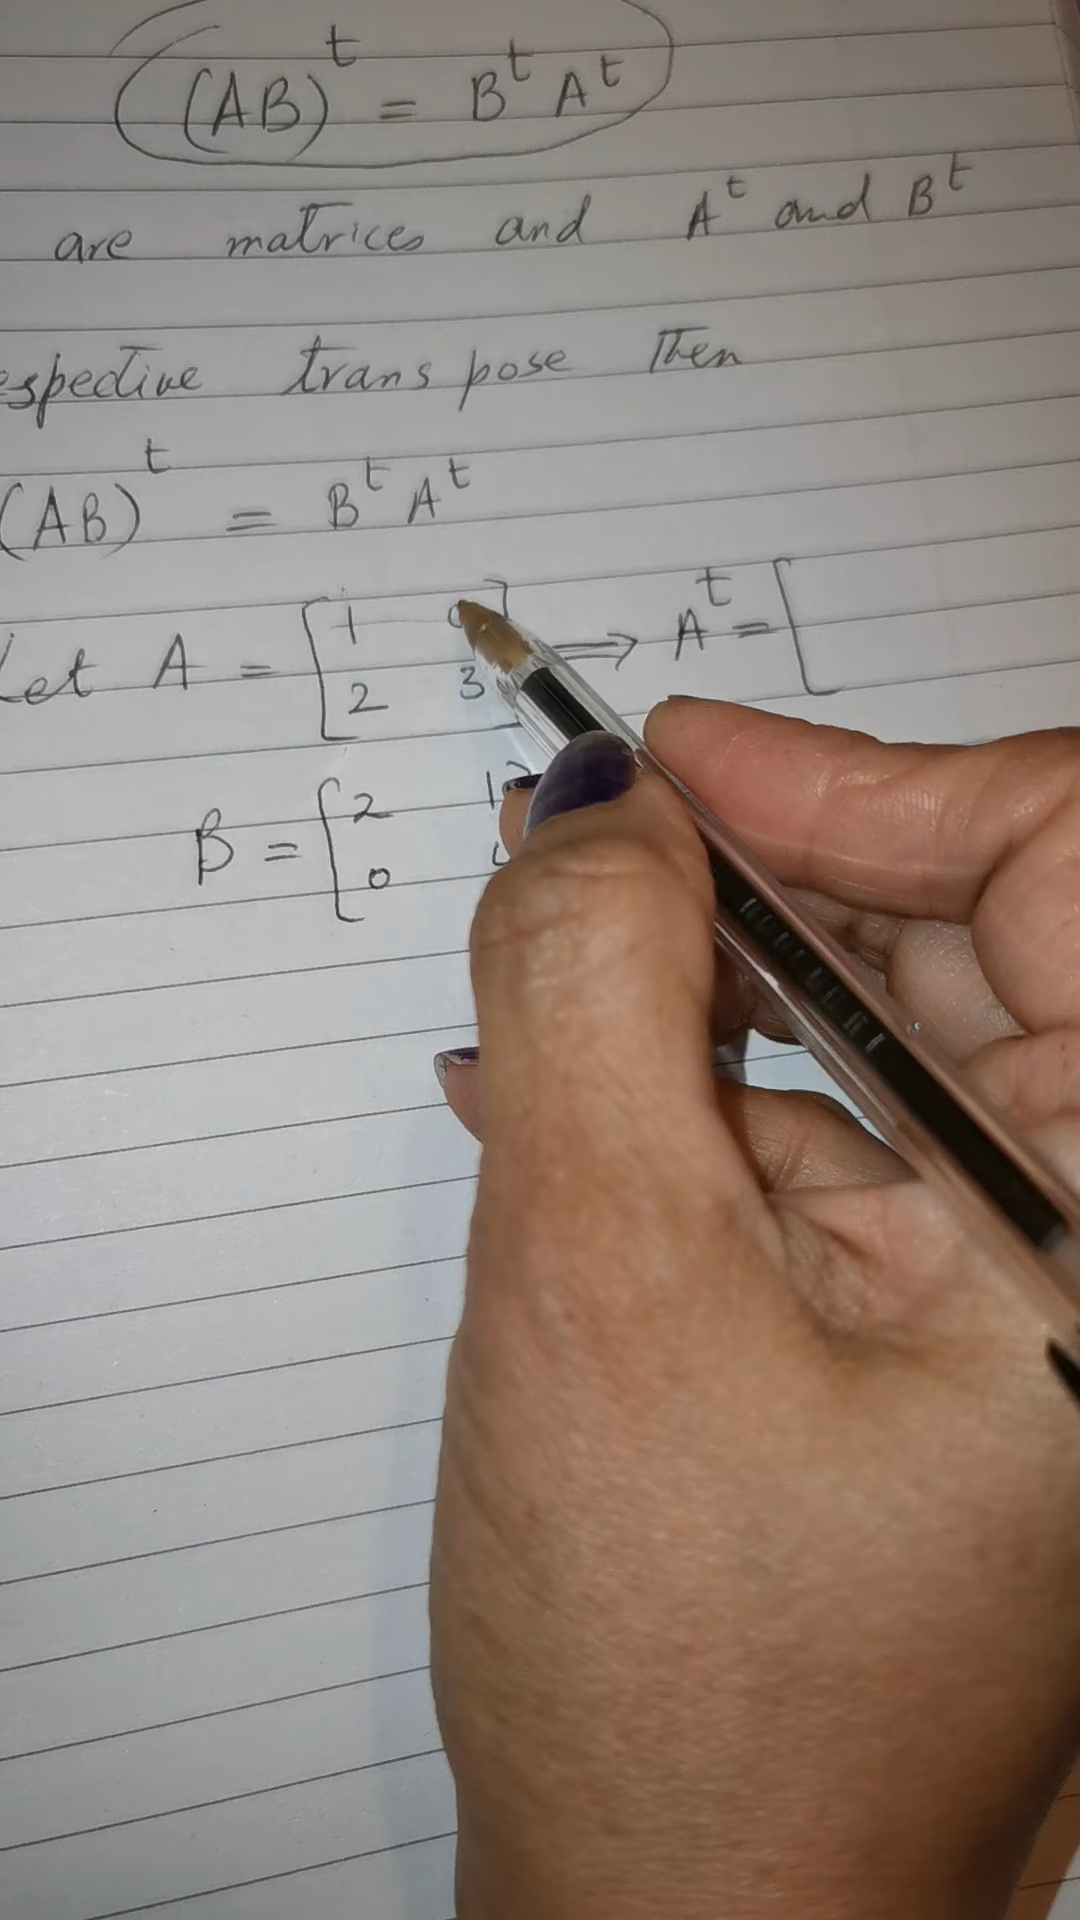 (AB)^t = B^t A^t
are matrices and A^t and B^t
espective transpose Then
(AB)^t = B^t A^t
Let A = [1 0
2 3] ⟹ A^t = [
B = [2 1]
0